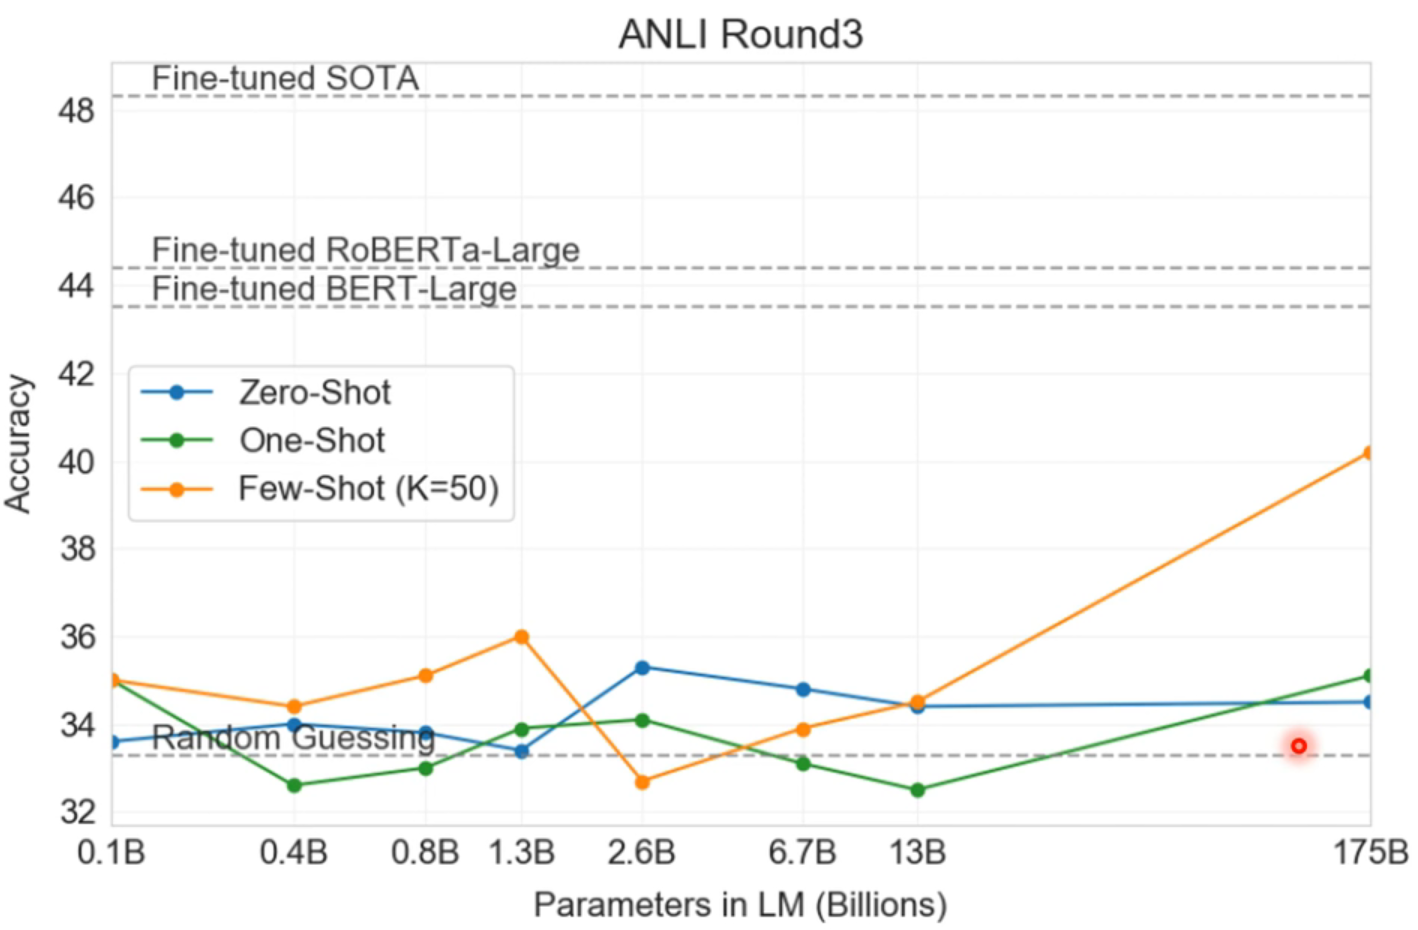 ANLI Round3
Fine-tuned SOTA
48
46
Fine-tuned RoBERTa-Large
44
Fine-tuned BERT-Large
42
Zero-Shot
One-Shot
Few-Shot (K=50)
40
38
36
34
Random Guessing
32
Accuracy
0.1B 0.4B 0.8B 1.3B 2.6B 6.7B 13B 175B
Parameters in LM (Billions)